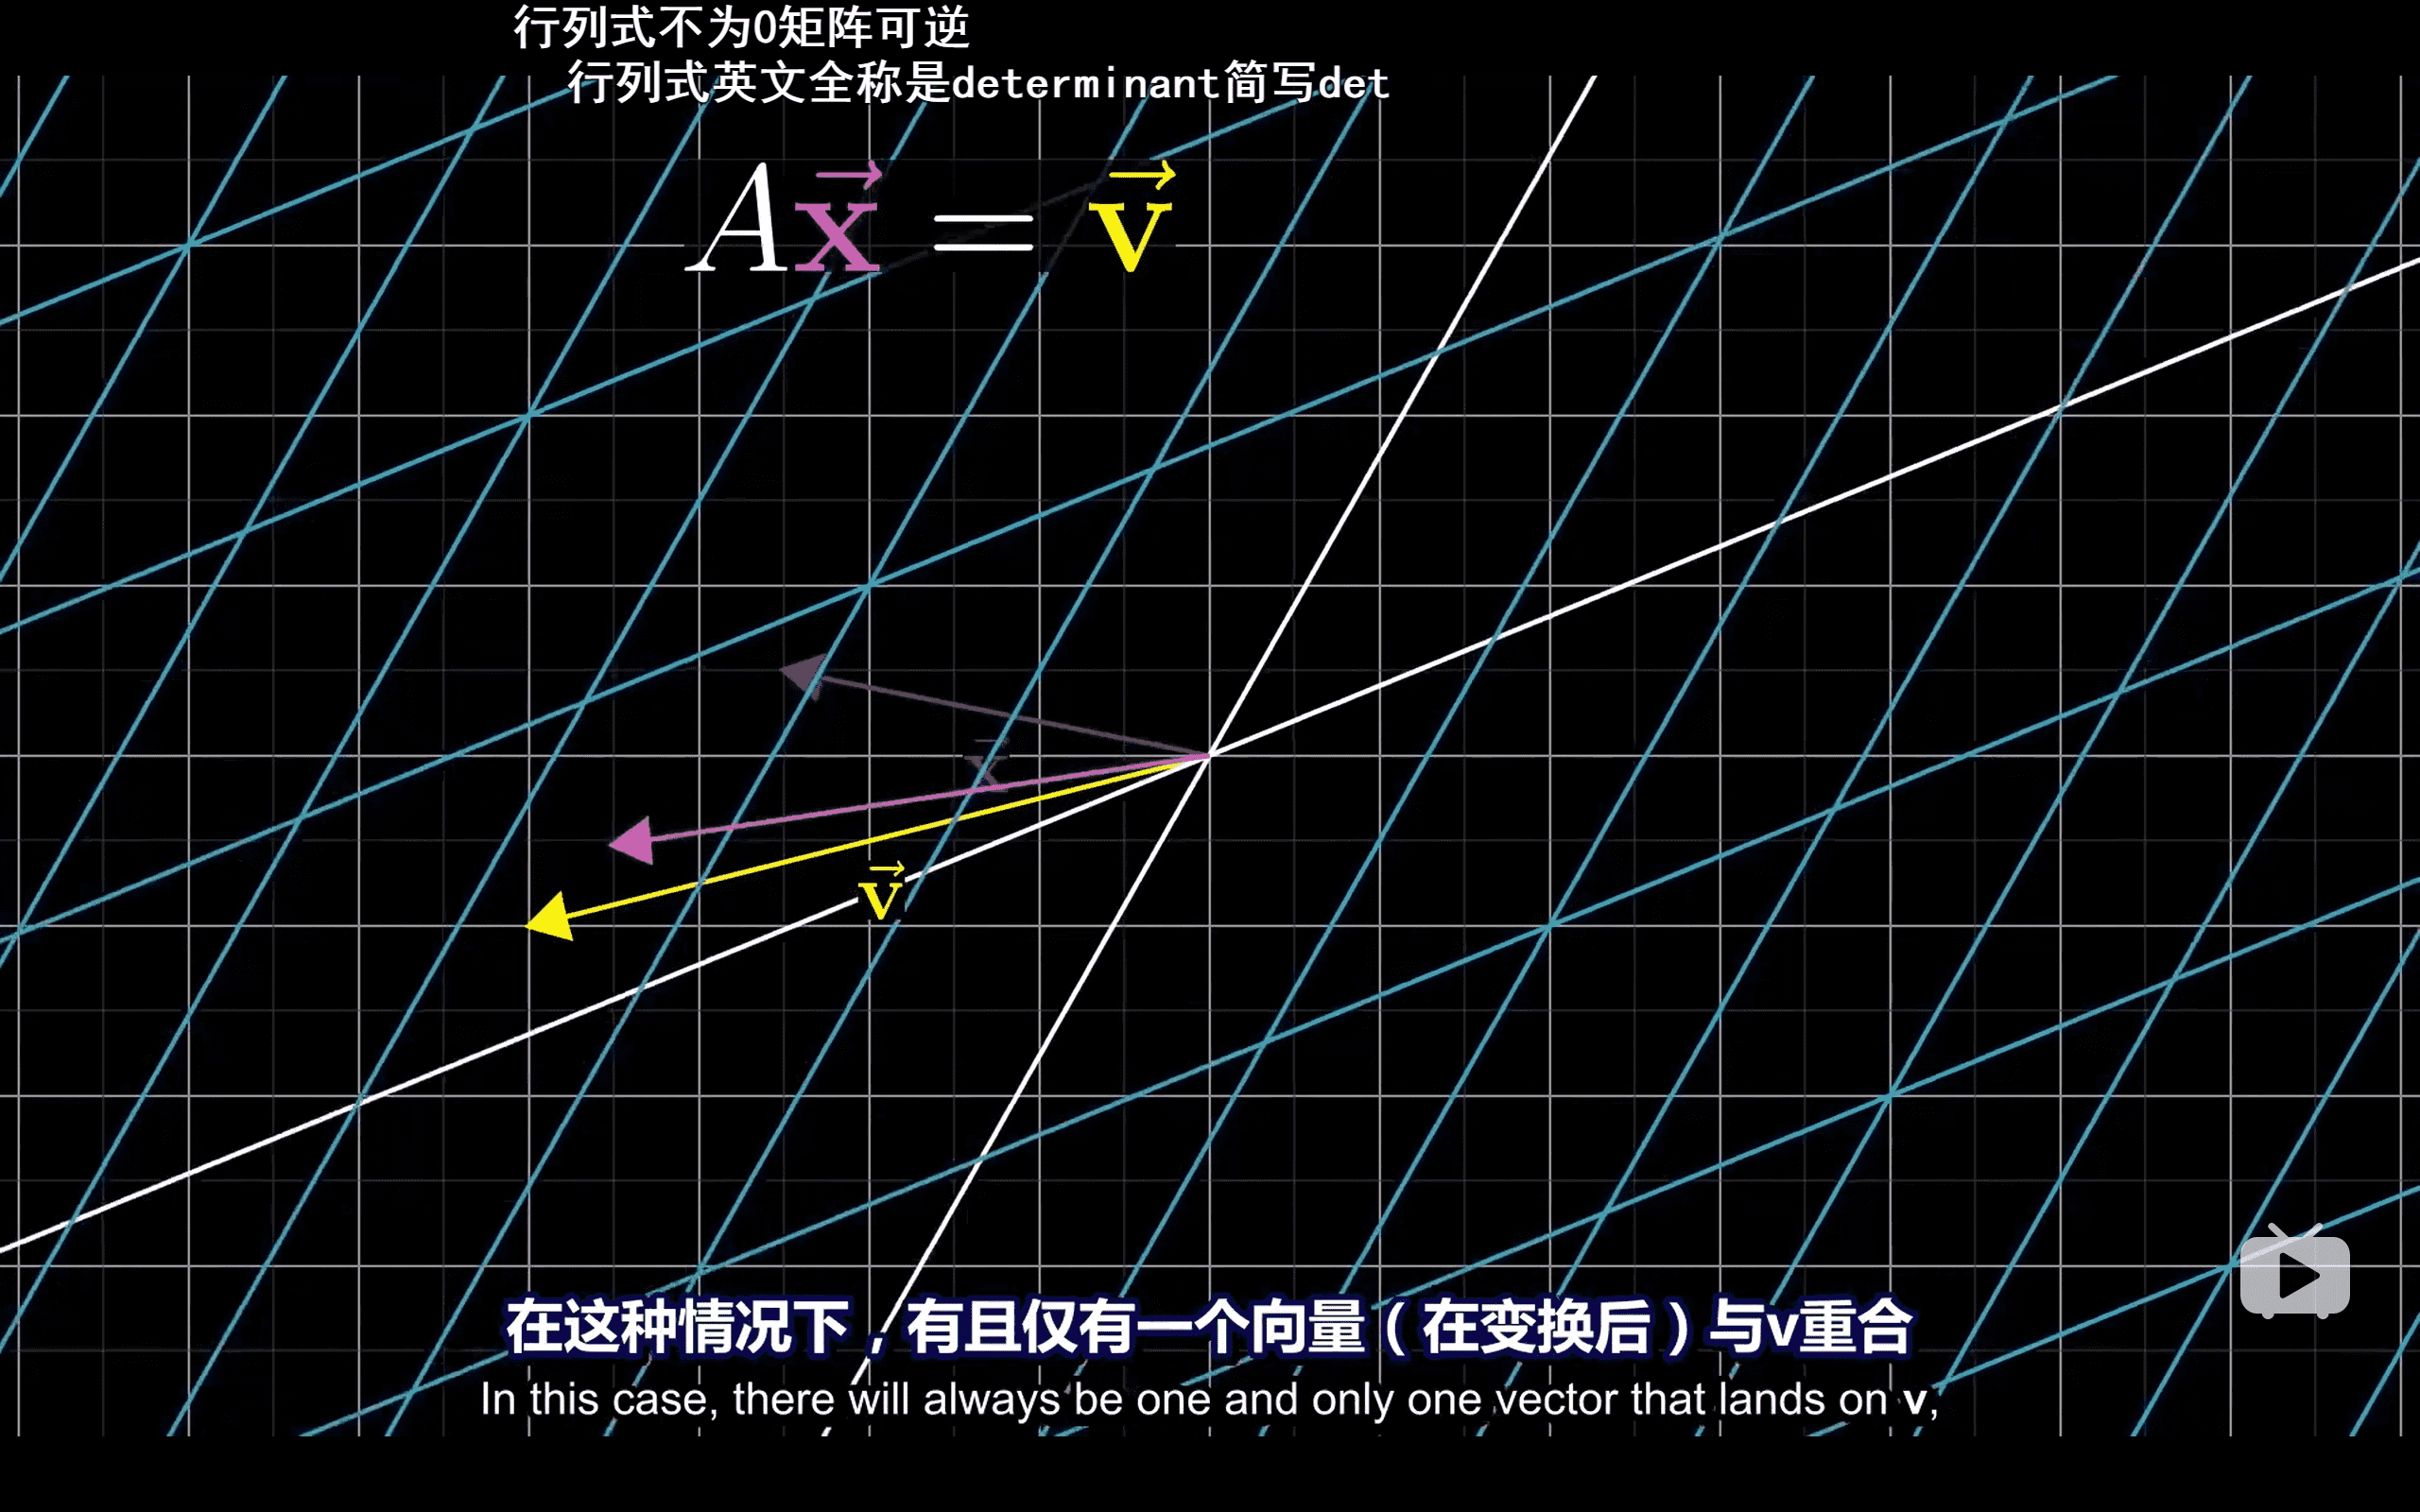 行列式不为0矩阵可逆
行列式英文全称是determinant简写det
A x⃗ = v⃗
x⃗
v⃗
在这种情况下，有且仅有一个向量（在变换后）与v重合
In this case, there will always be one and only one vector that lands on v,